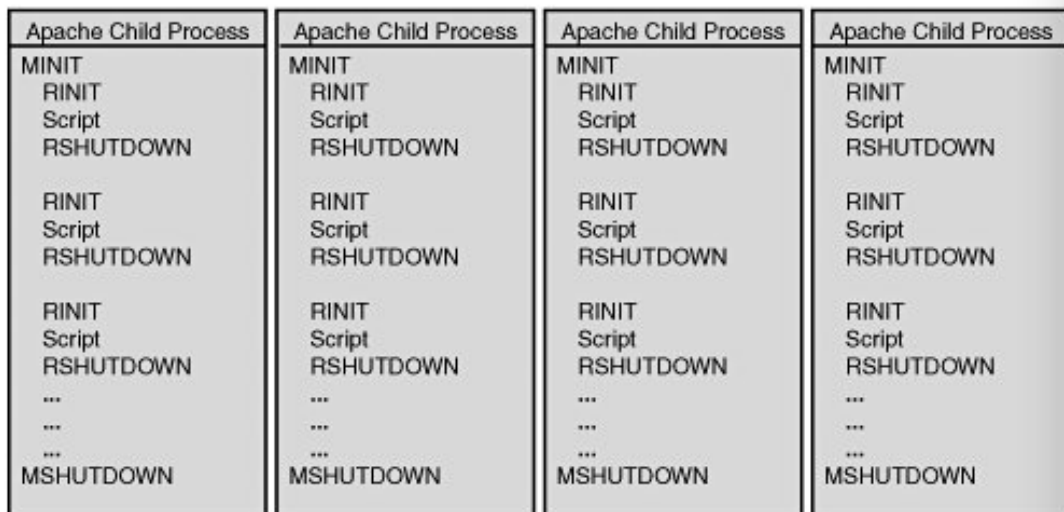 Apache Child Process
MINIT
RINIT
Script
RSHUTDOWN
RINIT
Script
RSHUTDOWN
RINIT
Script
RSHUTDOWN
...
...
...
MSHUTDOWN
Apache Child Process
MINIT
RINIT
Script
RSHUTDOWN
RINIT
Script
RSHUTDOWN
RINIT
Script
RSHUTDOWN
...
...
...
MSHUTDOWN
Apache Child Process
MINIT
RINIT
Script
RSHUTDOWN
RINIT
Script
RSHUTDOWN
RINIT
Script
RSHUTDOWN
...
...
...
MSHUTDOWN
Apache Child Process
MINIT
RINIT
Script
RSHUTDOWN
RINIT
Script
RSHUTDOWN
RINIT
Script
RSHUTDOWN
...
...
...
MSHUTDOWN